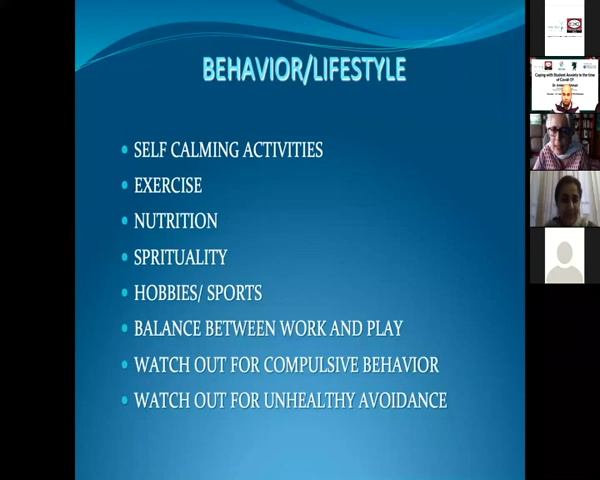 BEHAVIOR/LIFESTYLE
• SELF CALMING ACTIVITIES
• EXERCISE
• NUTRITION
• SPRITUALITY
• HOBBIES/ SPORTS
• BALANCE BETWEEN WORK AND PLAY
• WATCH OUT FOR COMPULSIVE BEHAVIOR
• WATCH OUT FOR UNHEALTHY AVOIDANCE
Coping with Student Anxiety in the time
of Covid-19